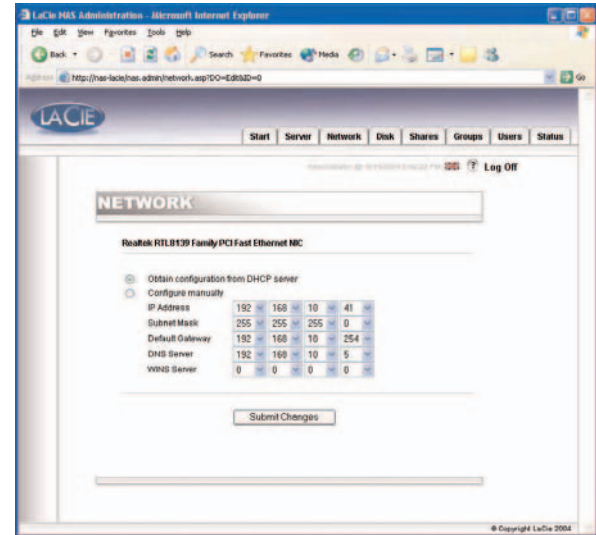 LaCie NAS Administration - Microsoft Internet Explorer
File Edit View Favorites Tools Help
Back Search Favorites Media
Address http://nas-lacie/nas.admin/network.asp?DO=Edit&ID=0 Go
LACIE
Start Server Network Disk Shares Groups Users Status
? Log Off
NETWORK
Realtek RTL8139 Family PCI Fast Ethernet NIC
Obtain configuration from DHCP server
Configure manually
IP Address 192 168 10 41
Subnet Mask 255 255 255 0
Default Gateway 192 168 10 254
DNS Server 192 168 10 5
WINS Server 0 0 0 0
Submit Changes
© Copyright LaCie 2004